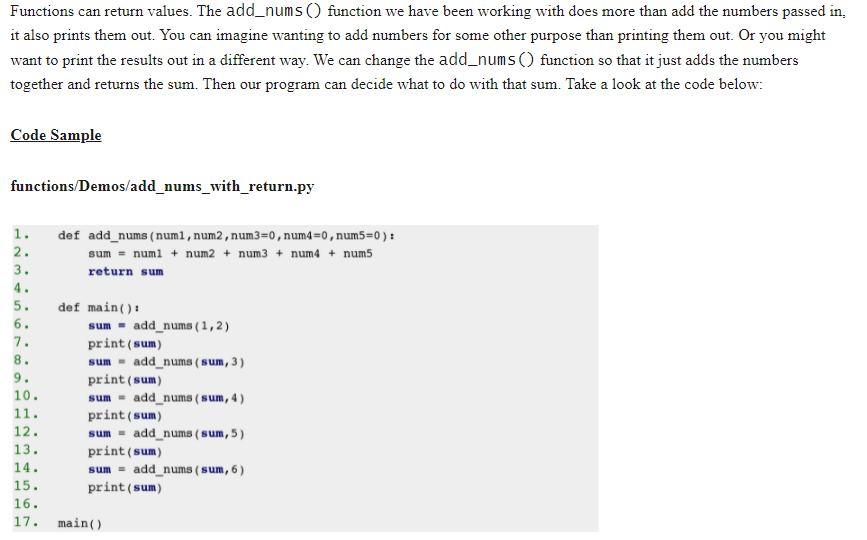 Functions can return values. The add_nums() function we have been working with does more than add the numbers passed in,
it also prints them out. You can imagine wanting to add numbers for some other purpose than printing them out. Or you might
want to print the results out in a different way. We can change the add_nums() function so that it just adds the numbers
together and returns the sum. Then our program can decide what to do with that sum. Take a look at the code below:
Code Sample
functions/Demos/add_nums_with_return.py
1. def add_nums(num1,num2,num3=0,num4=0,num5=0):
2. sum = num1 + num2 + num3 + num4 + num5
3. return sum
4.
5. def main():
6. sum = add_nums(1,2)
7. print(sum)
8. sum = add_nums(sum,3)
9. print(sum)
10. sum = add_nums(sum,4)
11. print(sum)
12. sum = add_nums(sum,5)
13. print(sum)
14. sum = add_nums(sum,6)
15. print(sum)
16.
17. main()